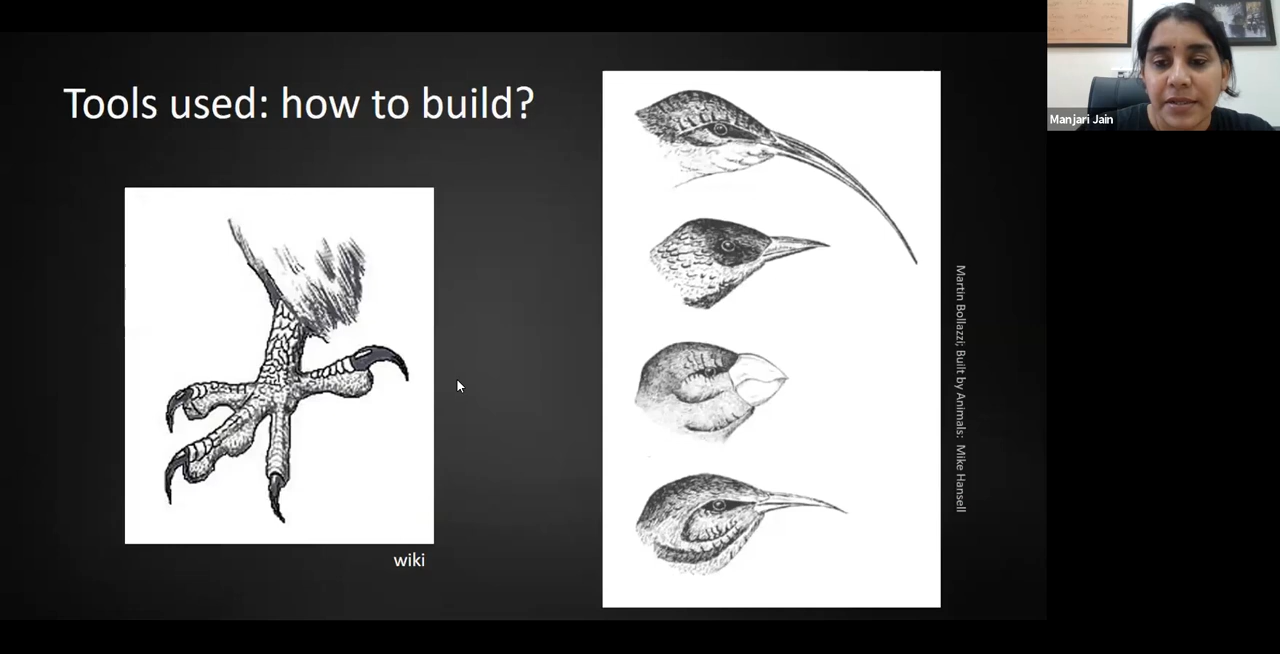 Tools used: how to build?
Manjari Jain
Martin Bollazzi; Built by Animals: Mike Hansell
wiki